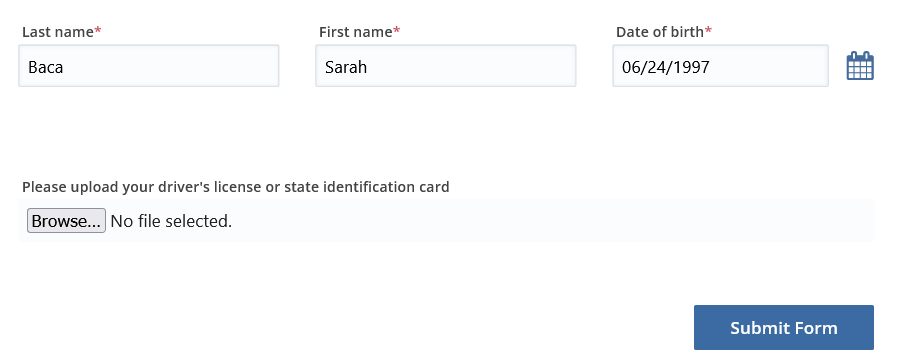 Last name* First name* Date of birth*
Baca Sarah 06/24/1997
Please upload your driver's license or state identification card
Browse... No file selected.
Submit Form